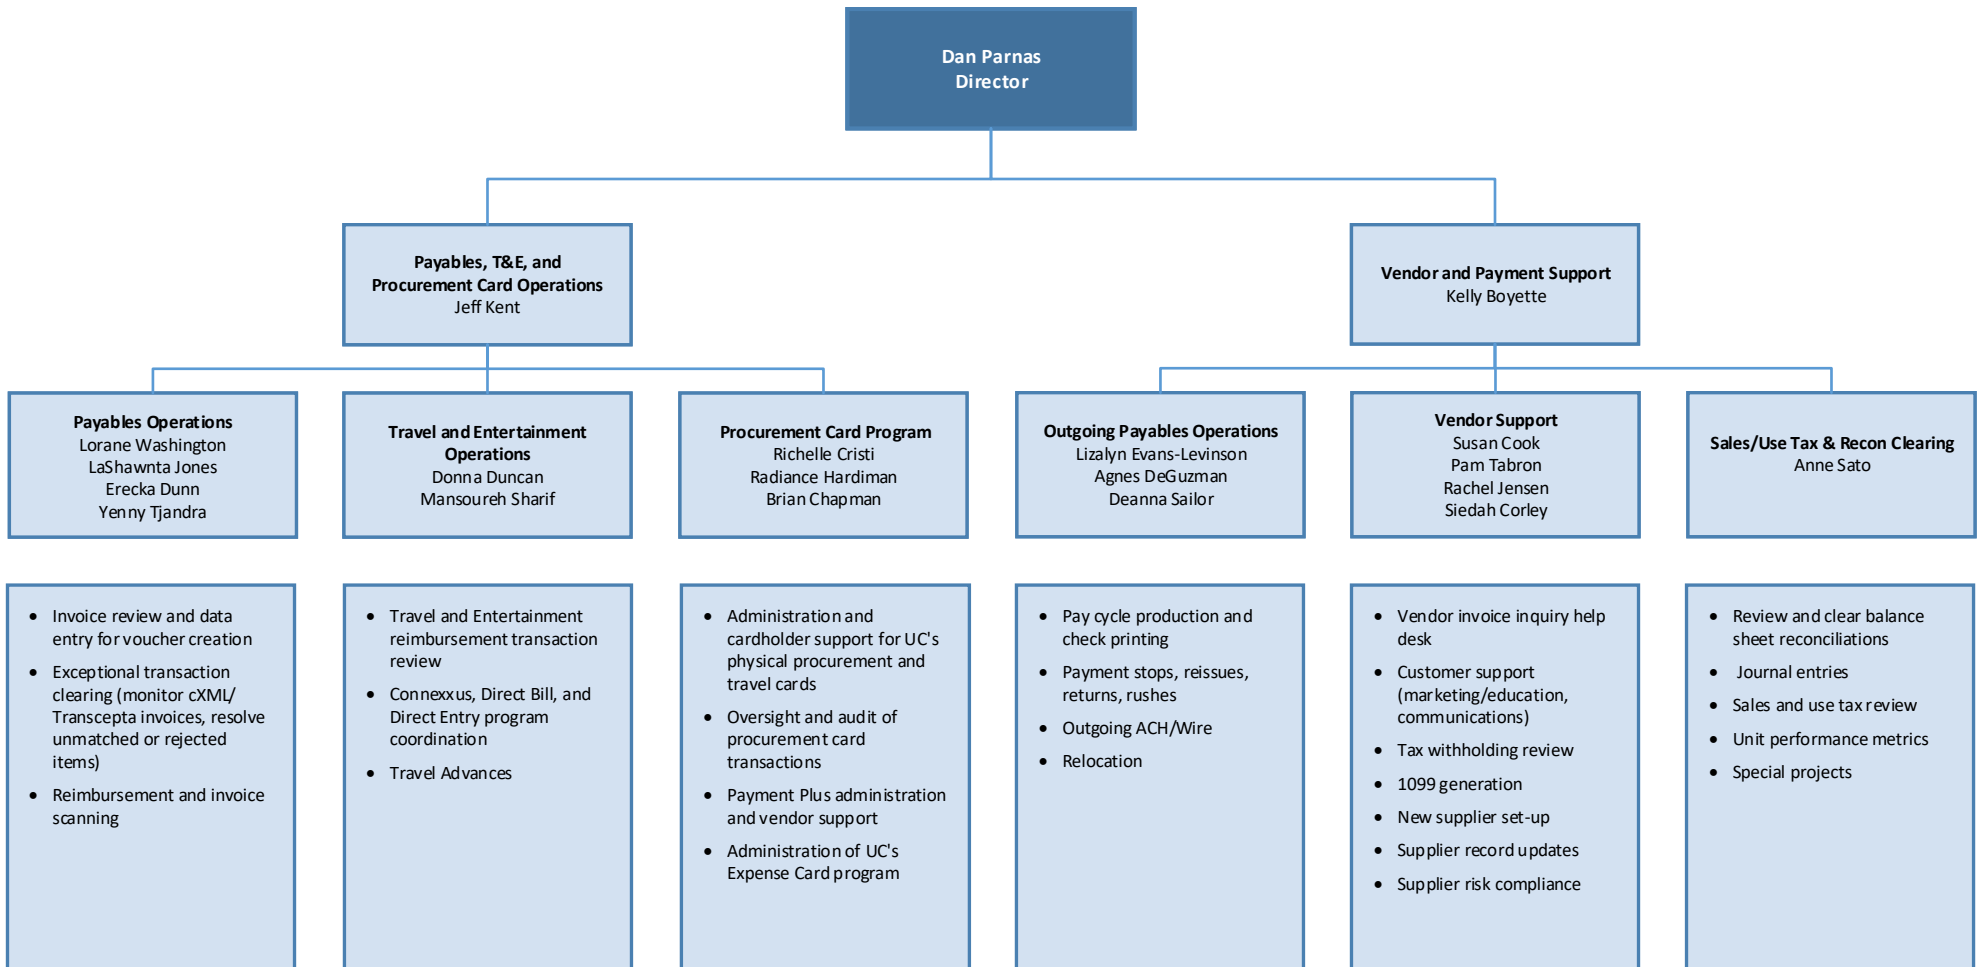 Dan Parnas
Director
Payables, T&E, and
Procurement Card Operations
Jeff Kent
Vendor and Payment Support
Kelly Boyette
Payables Operations
Lorane Washington
LaShawnta Jones
Erecka Dunn
Yenny Tjandra
Travel and Entertainment
Operations
Donna Duncan
Mansoureh Sharif
Procurement Card Program
Richelle Cristi
Radiance Hardiman
Brian Chapman
Outgoing Payables Operations
Lizalyn Evans-Levinson
Agnes DeGuzman
Deanna Sailor
Vendor Support
Susan Cook
Pam Tabron
Rachel Jensen
Siedah Corley
Sales/Use Tax & Recon Clearing
Anne Sato
• Invoice review and data
entry for voucher creation
• Exceptional transaction
clearing (monitor cXML/
Transcepta invoices, resolve
unmatched or rejected
items)
• Reimbursement and invoice
scanning
• Travel and Entertainment
reimbursement transaction
review
• Connexxus, Direct Bill, and
Direct Entry program
coordination
• Travel Advances
• Administration and
cardholder support for UC's
physical procurement and
travel cards
• Oversight and audit of
procurement card
transactions
• Payment Plus administration
and vendor support
• Administration of UC's
Expense Card program
• Pay cycle production and
check printing
• Payment stops, reissues,
returns, rushes
• Outgoing ACH/Wire
• Relocation
• Vendor invoice inquiry help
desk
• Customer support
(marketing/education,
communications)
• Tax withholding review
• 1099 generation
• New supplier set-up
• Supplier record updates
• Supplier risk compliance
• Review and clear balance
sheet reconciliations
• Journal entries
• Sales and use tax review
• Unit performance metrics
• Special projects